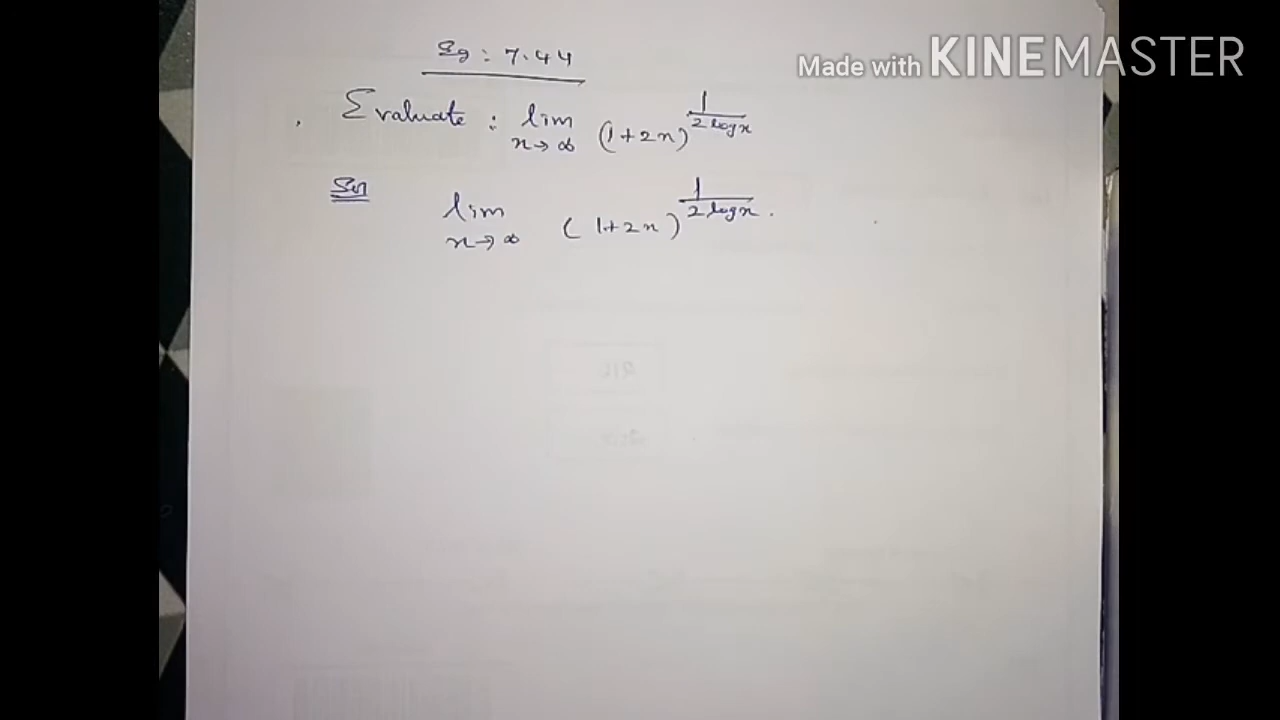 Eg : 7.44
Made with KINEMASTER
Evaluate : lim x→∞ (1+2x)^(1/(2 log x))
Soln
lim x→∞ (1+2x)^(1/(2 log x)).